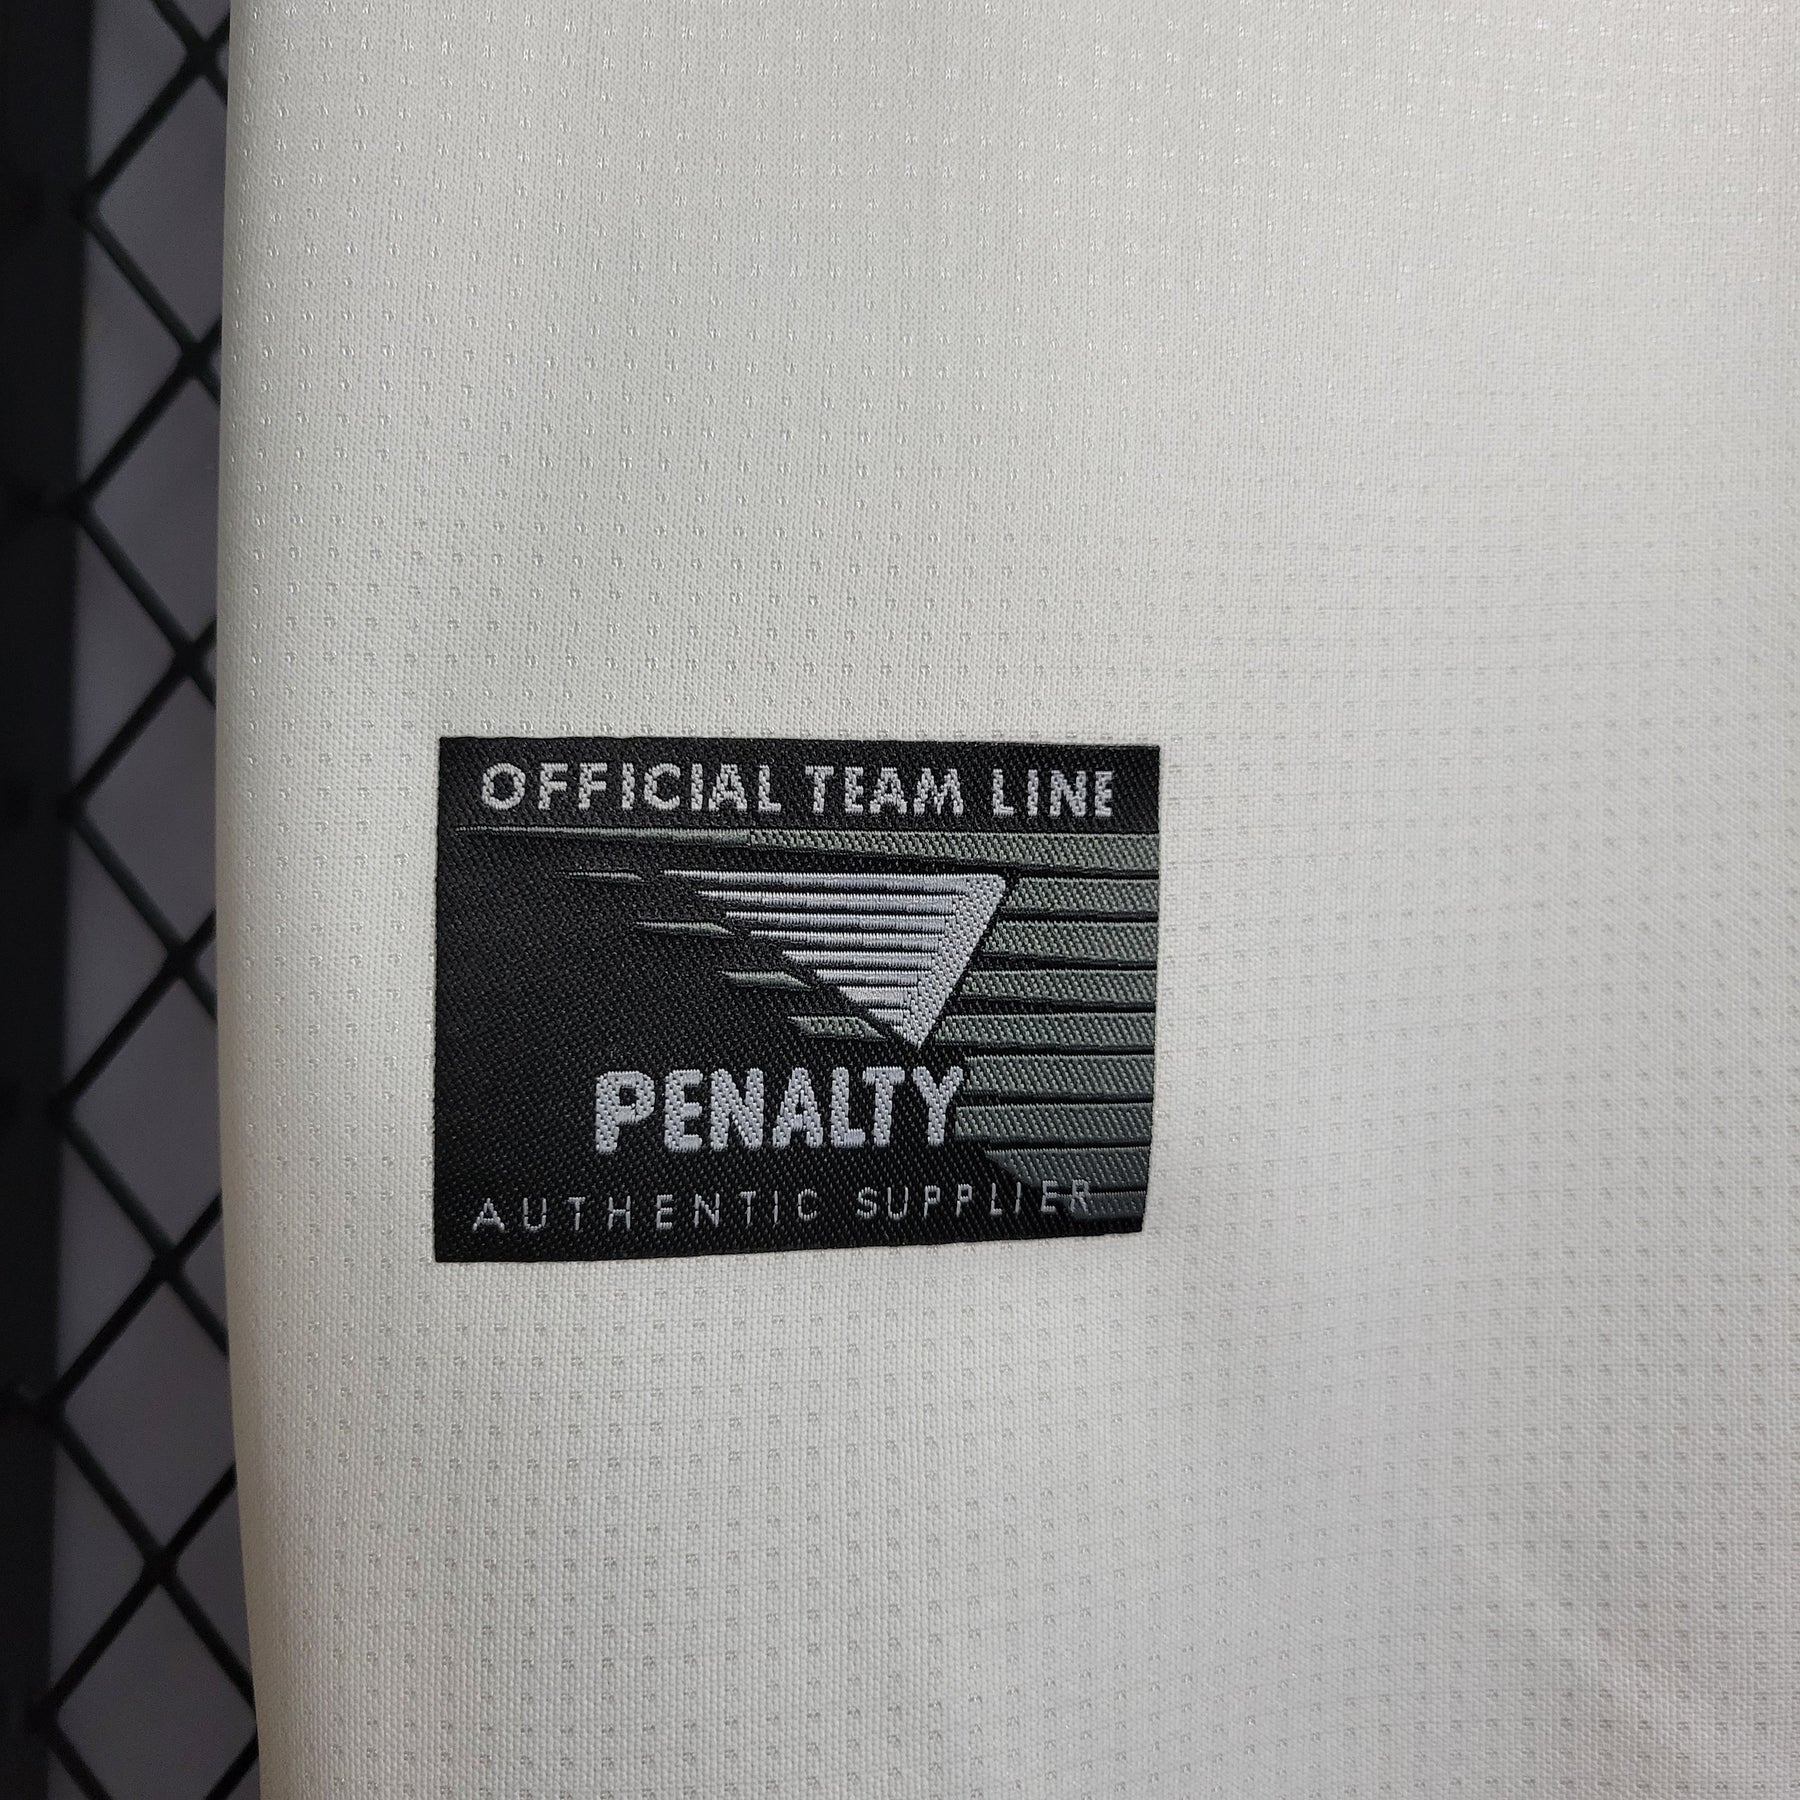 OFFICIAL TEAM LINE
PENALTY
AUTHENTIC SUPPLIER